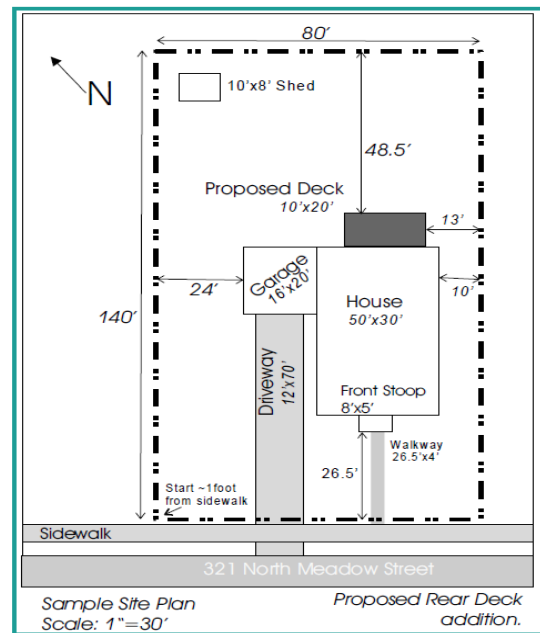 80'
N
10'x8' Shed
48.5'
Proposed Deck
10'x20'
13'
24'
Garage
16'x20'
House
50'x30'
10'
140'
Driveway
12'x70'
Front Stoop
8'x5'
Walkway
26.5'x4'
26.5'
Start ~1foot
from sidewalk
Sidewalk
321 North Meadow Street
Sample Site Plan
Scale: 1"=30'
Proposed Rear Deck
addition.